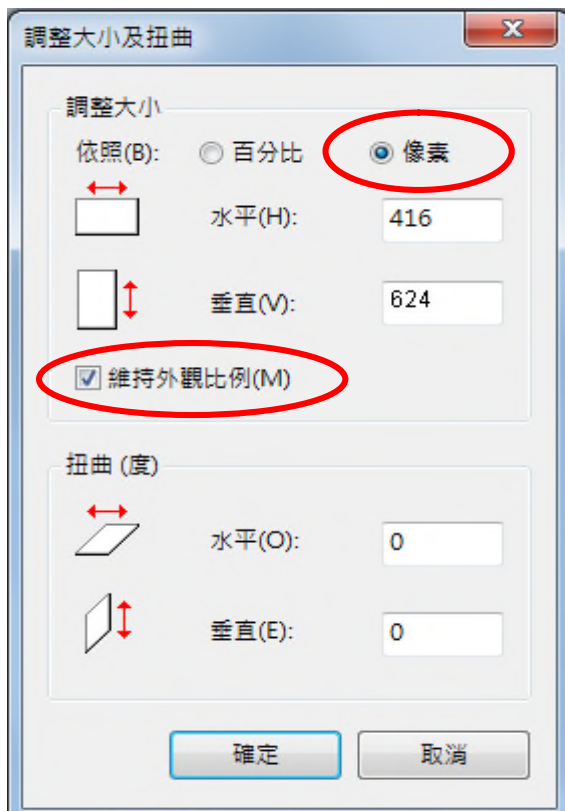 調整大小及扭曲
調整大小
依照(B): 百分比 像素
水平(H): 416
垂直(V): 624
維持外觀比例(M)
扭曲 (度)
水平(O): 0
垂直(E): 0
確定 取消